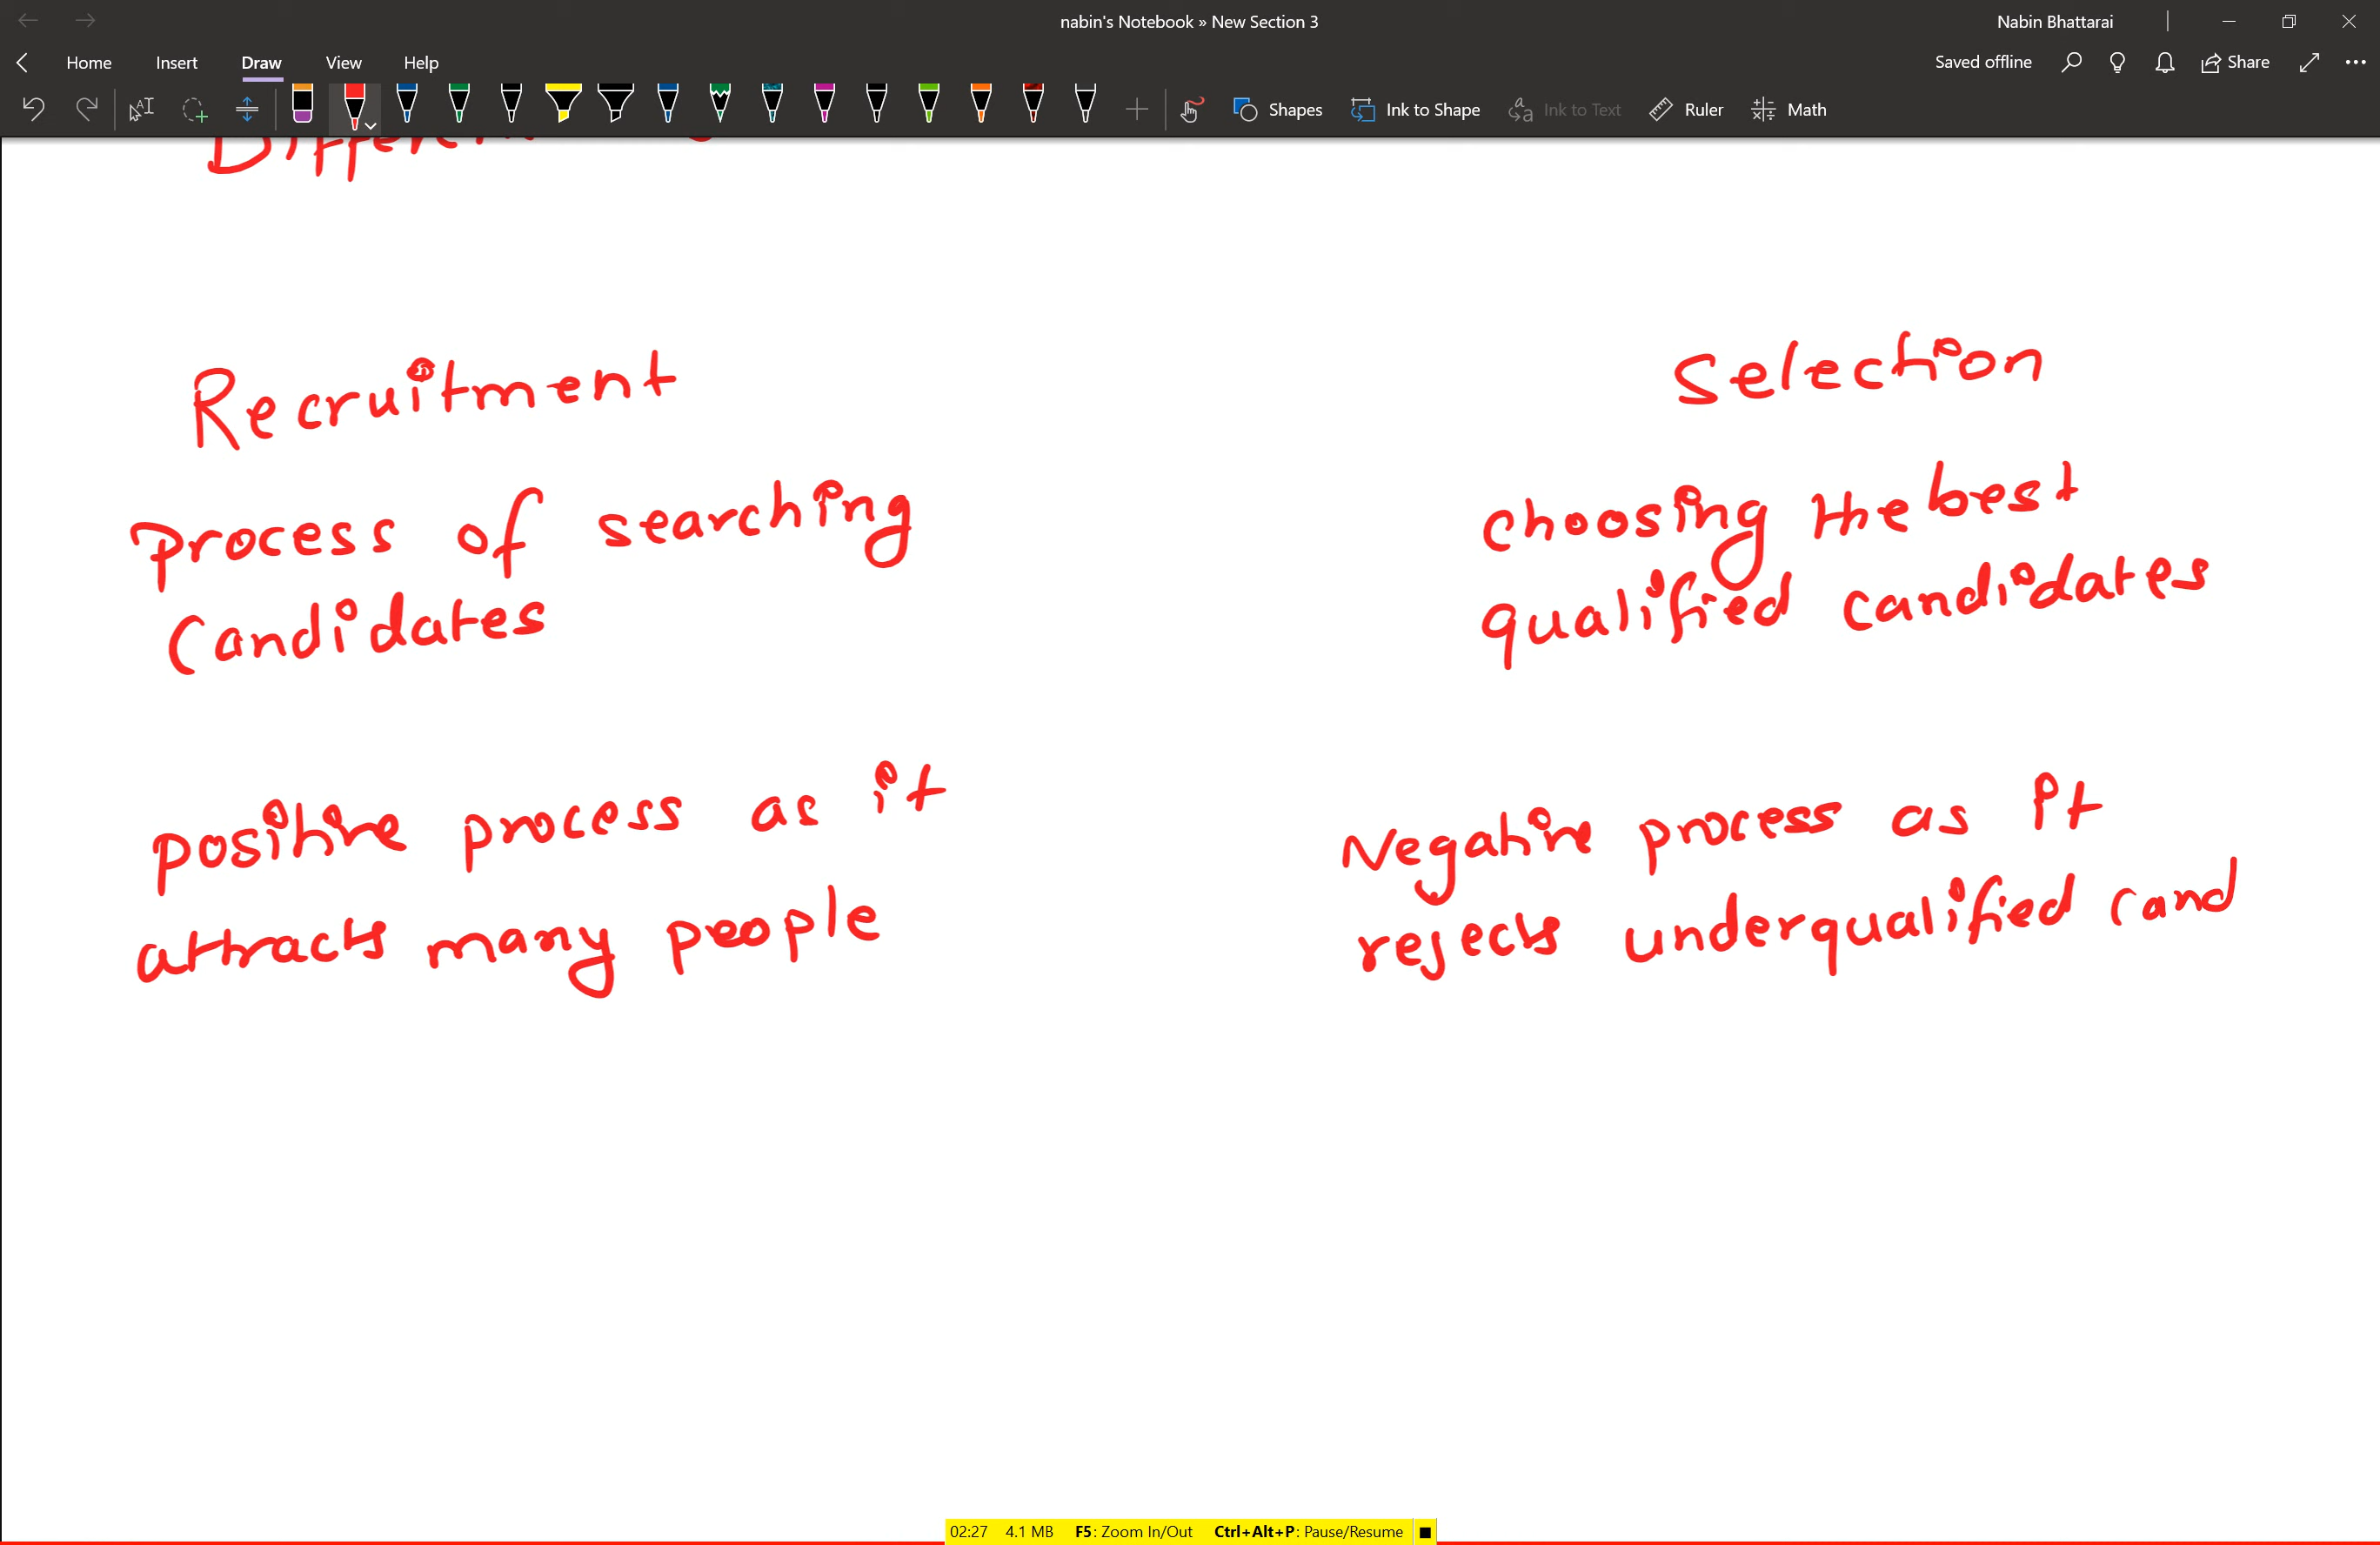 nabin's Notebook » New Section 3
Nabin Bhattarai
Home Insert Draw View Help
Saved offline
Share
Shapes Ink to Shape Ink to Text Ruler Math
Recruitment
Selection
process of searching
candidates
choosing the best
qualified candidates
positive process as it
attracts many people
Negative process as it
rejects underqualified cand
02:27 4.1 MB F5: Zoom In/Out Ctrl+Alt+P: Pause/Resume